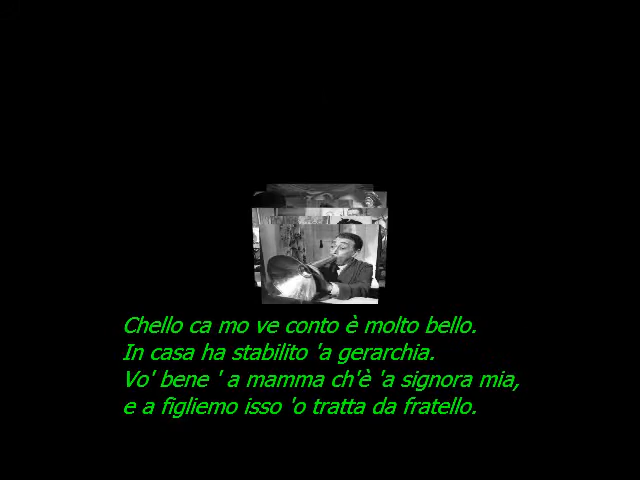 Chello ca mo ve conto è molto bello.
In casa ha stabilito 'a gerarchia.
Vo' bene ' a mamma ch'è 'a signora mia,
e a figliemo isso 'o tratta da fratello.